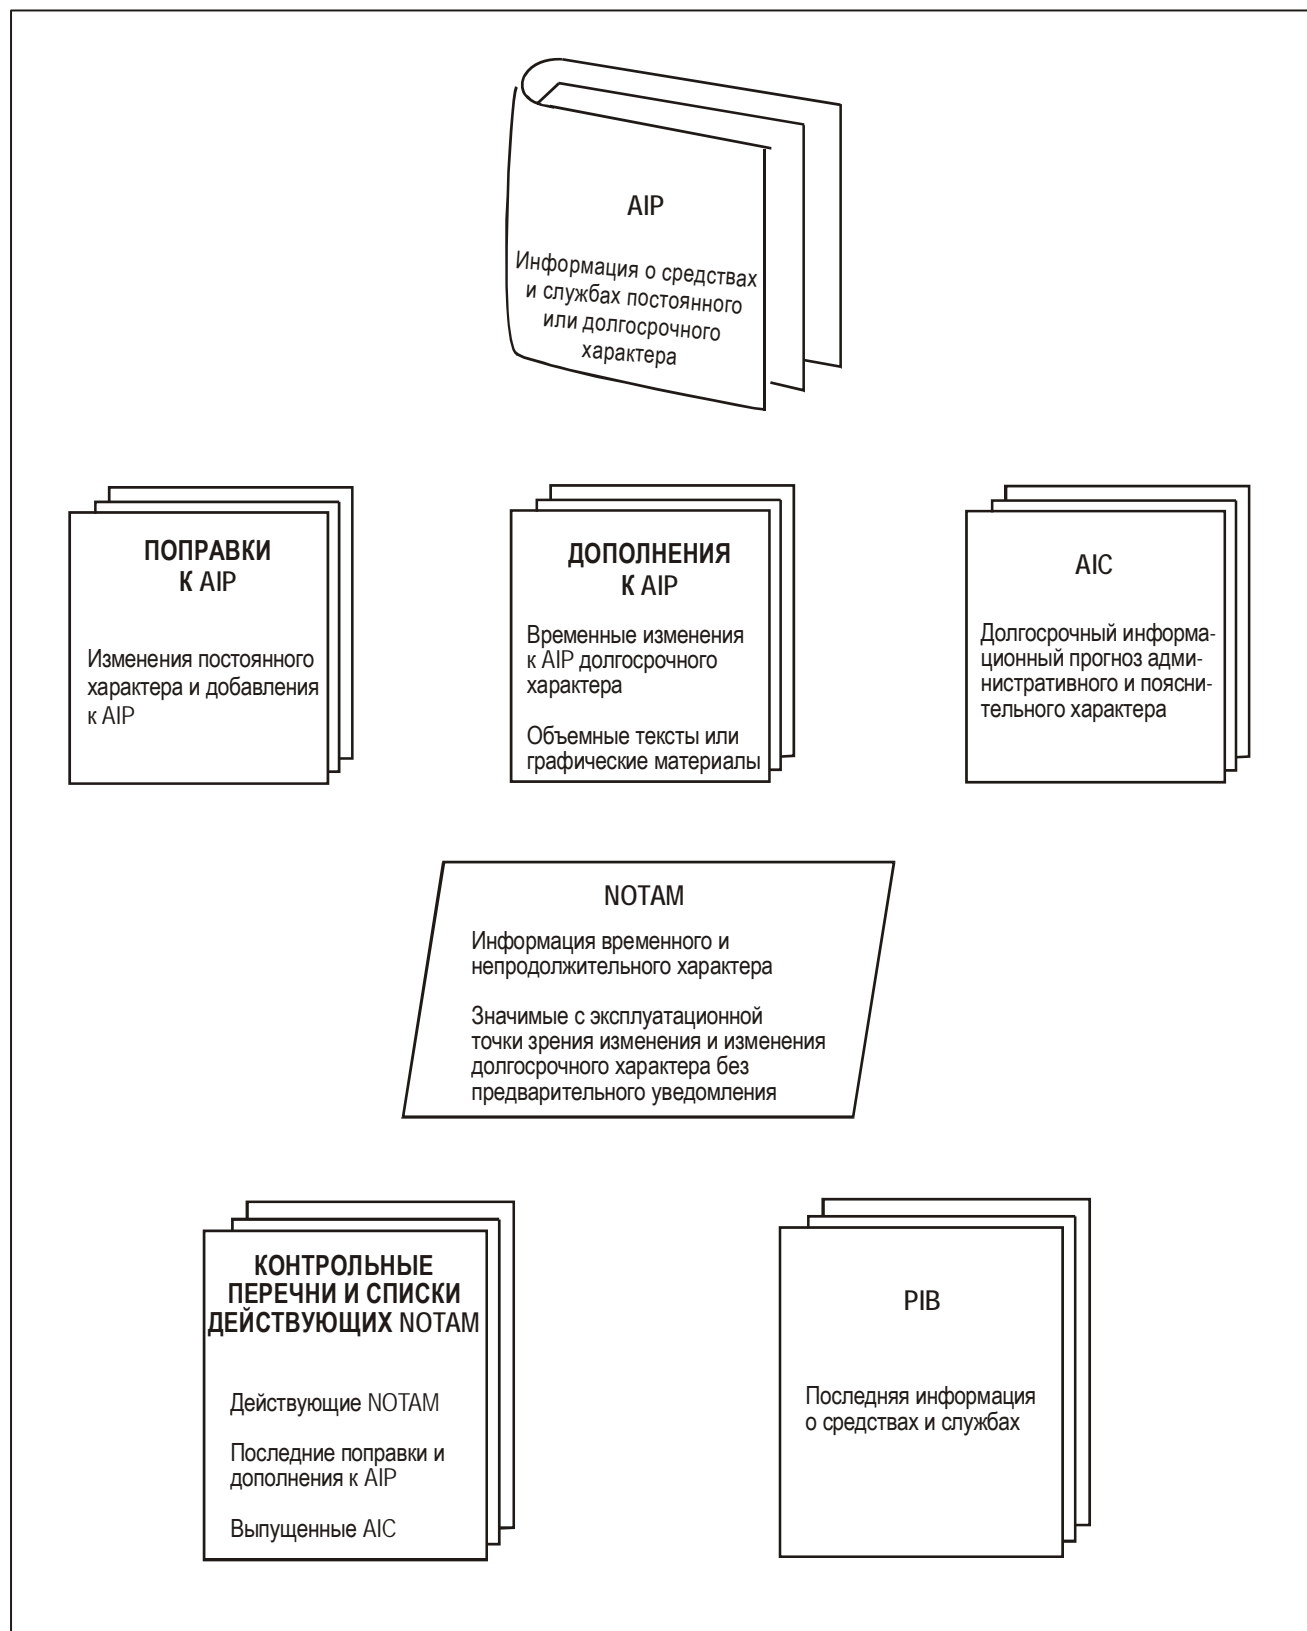 AIP
Информация о средствах
и службах постоянного
или долгосрочного
характера
ПОПРАВКИ
К AIP
Изменения постоянного
характера и добавления
к AIP
ДОПОЛНЕНИЯ
К AIP
Временные изменения
к AIP долгосрочного
характера
Объемные тексты или
графические материалы
AIC
Долгосрочный информа-
ционный прогноз адми-
нистративного и поясни-
тельного характера
NOTAM
Информация временного и
непродолжительного характера
Значимые с эксплуатационной
точки зрения изменения и изменения
долгосрочного характера без
предварительного уведомления
КОНТРОЛЬНЫЕ
ПЕРЕЧНИ И СПИСКИ
ДЕЙСТВУЮЩИХ NOTAM
Действующие NOTAM
Последние поправки и
дополнения к AIP
Выпущенные AIC
PIB
Последняя информация
о средствах и службах